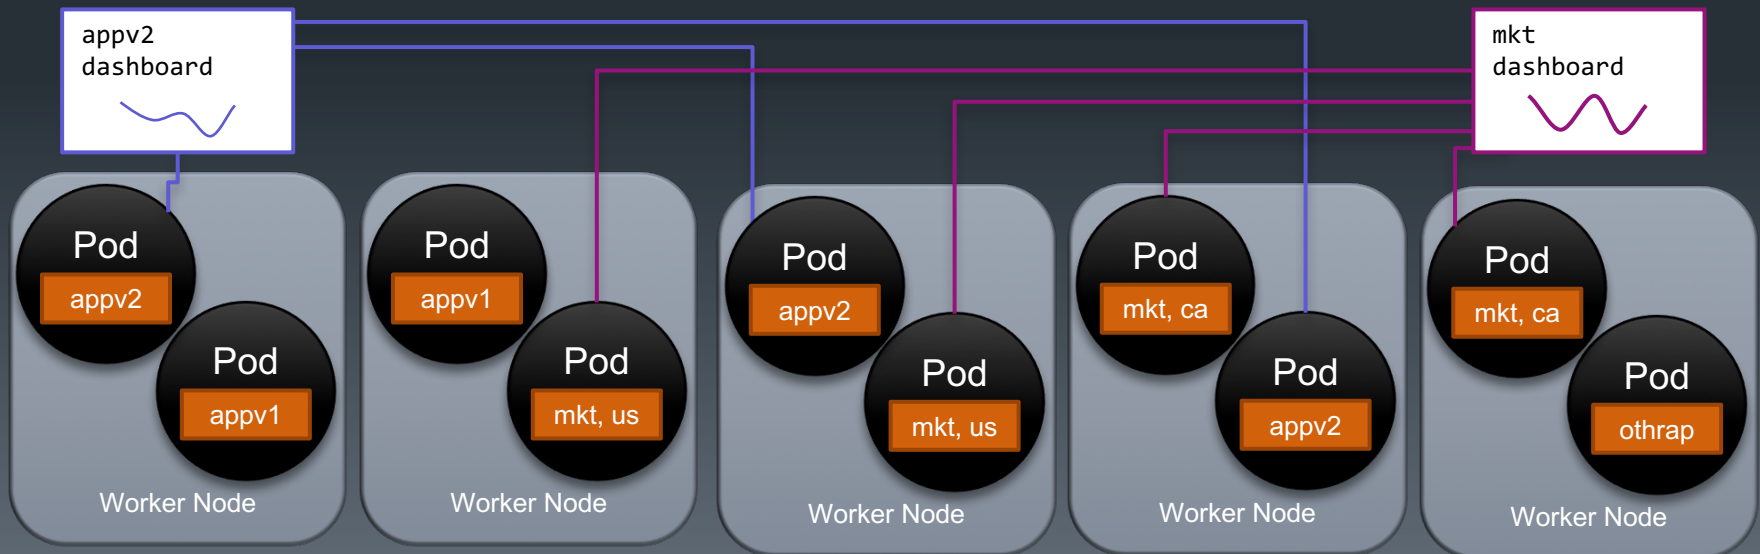 appv2
dashboard
mkt
dashboard
Pod
appv2
Pod
appv1
Worker Node
Pod
appv1
Pod
mkt, us
Worker Node
Pod
appv2
Pod
mkt, us
Worker Node
Pod
mkt, ca
Pod
appv2
Worker Node
Pod
mkt, ca
Pod
othrap
Worker Node